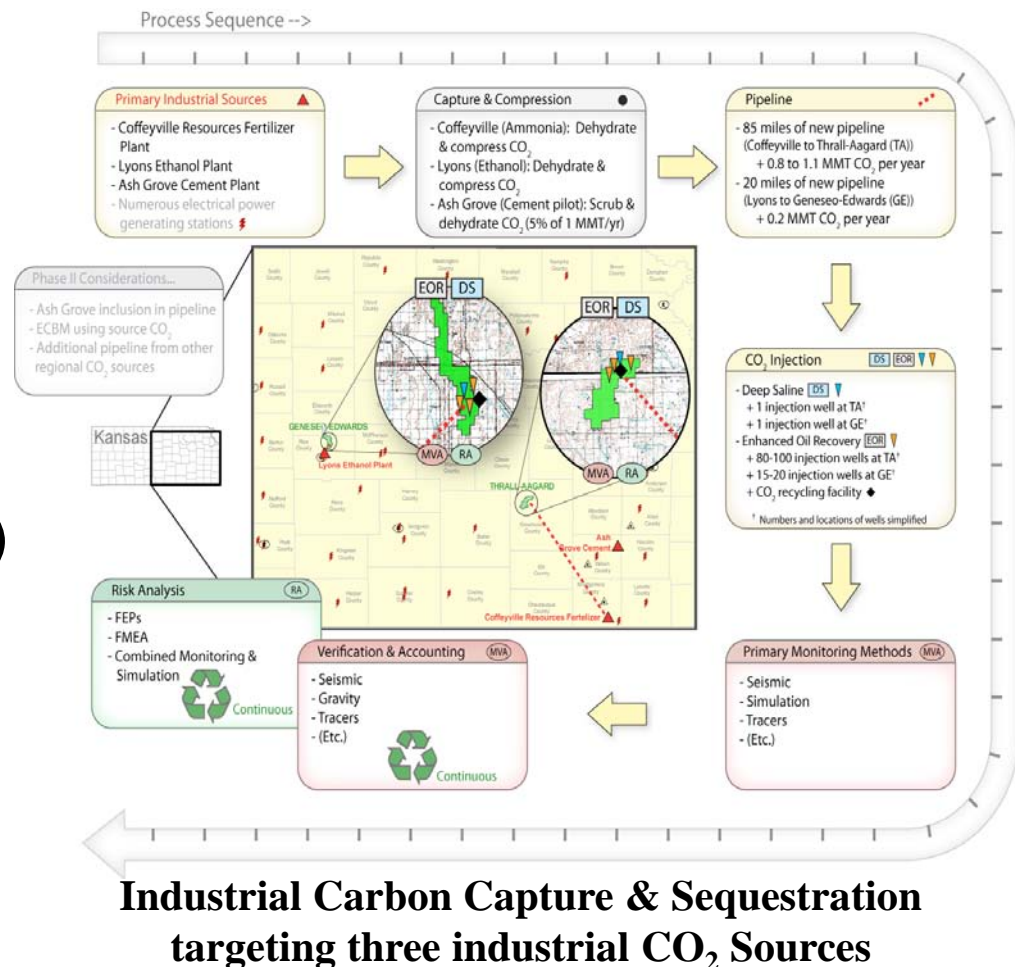 Process Sequence -->
Primary Industrial Sources
- Coffeyville Resources Fertilizer
Plant
- Lyons Ethanol Plant
- Ash Grove Cement Plant
- Numerous electrical power
generating stations
Capture & Compression
- Coffeyville (Ammonia): Dehydrate
& compress CO₂
- Lyons (Ethanol): Dehydrate &
compress CO₂
- Ash Grove (Cement pilot): Scrub &
dehydrate CO₂ (5% of 1 MMT/yr)
Pipeline
- 85 miles of new pipeline
(Coffeyville to Thrall-Aagard (TA))
+ 0.8 to 1.1 MMT CO₂ per year
- 20 miles of new pipeline
(Lyons to Geneseo-Edwards (GE))
+ 0.2 MMT CO₂ per year
Phase II Considerations...
- Ash Grove inclusion in pipeline
- ECBM using source CO₂
- Additional pipeline from other
regional CO₂ sources
Kansas
EOR DS
EOR DS
MVA RA
MVA RA
Lyons Ethanol Plant
THRALL-AAGARD
Ash
Grove Cement
Coffeyville Resources Fertelizer
CO₂ Injection DS EOR
- Deep Saline DS
+ 1 injection well at TA†
+ 1 injection well at GE†
- Enhanced Oil Recovery EOR
+ 80-100 injection wells at TA†
+ 15-20 injection wells at GE†
+ CO₂ recycling facility
† Numbers and locations of wells simplified
Risk Analysis RA
- FEPs
- FMEA
- Combined Monitoring &
Simulation
Continuous
Verification & Accounting MVA
- Seismic
- Gravity
- Tracers
- (Etc.)
Continuous
Primary Monitoring Methods MVA
- Seismic
- Simulation
- Tracers
- (Etc.)
Industrial Carbon Capture & Sequestration
targeting three industrial CO₂ Sources